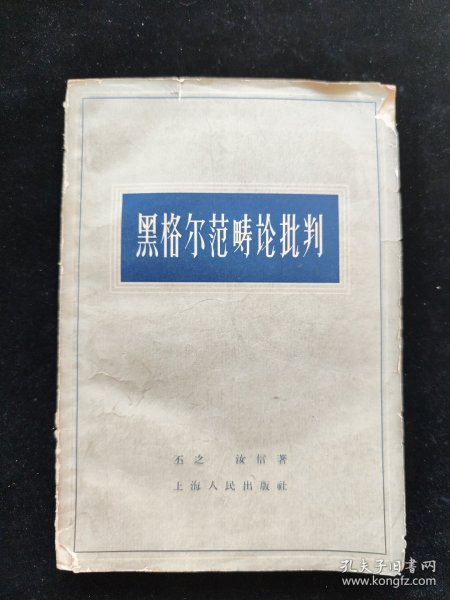 黑格尔范畴论批判
丕之 汝信著
上海人民出版社
孔夫子旧书网
www.kongfz.com